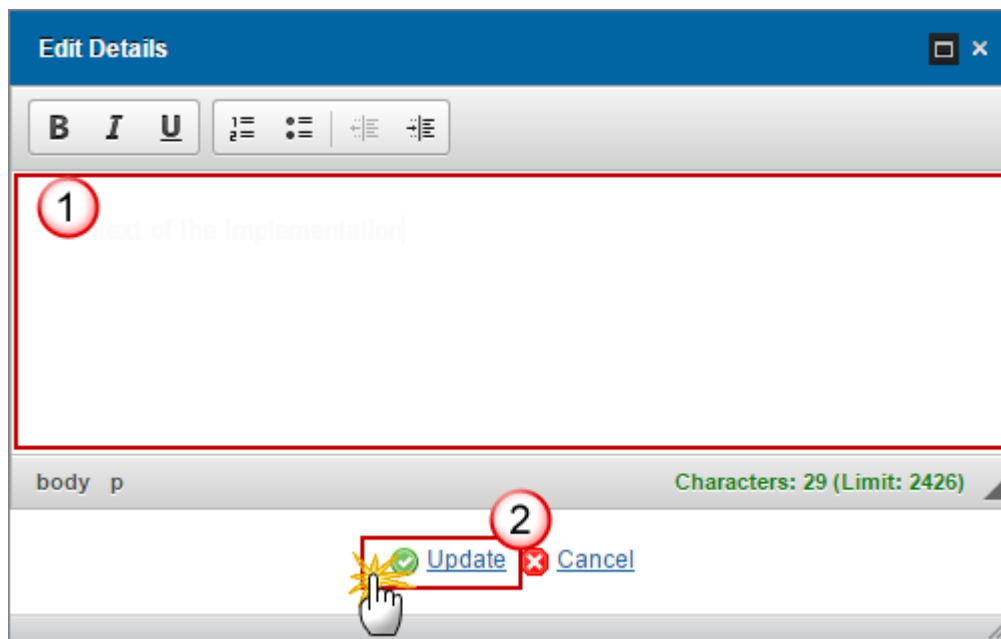 Edit Details
B I U
1
text of the Implementation
body p
Characters: 29 (Limit: 2426)
2
Update Cancel